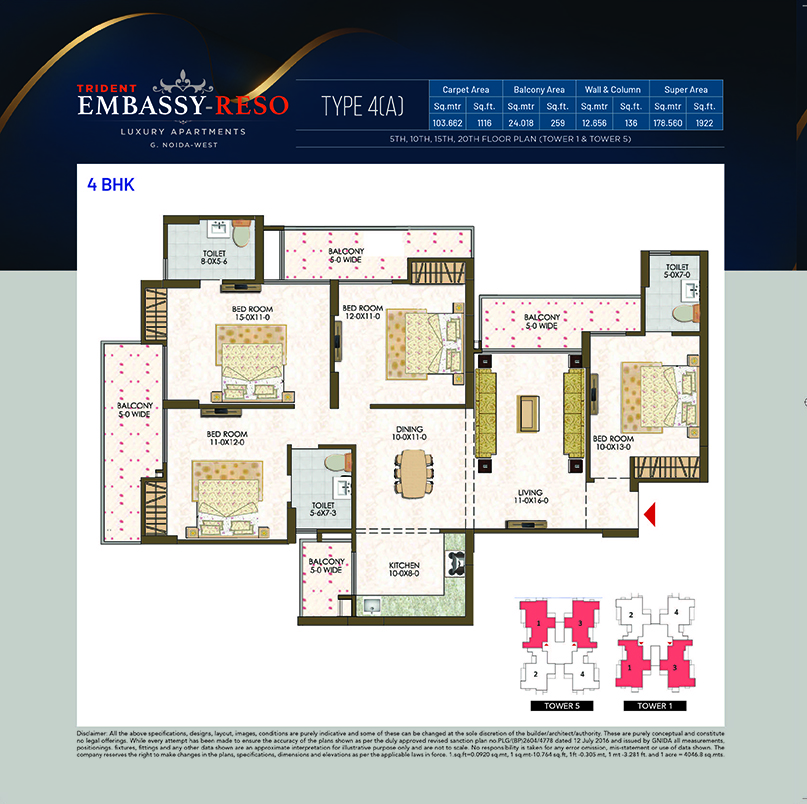 TRIDENT
EMBASSY-RESO
LUXURY APARTMENTS
G. NOIDA-WEST
TYPE 4(A)
Carpet Area Balcony Area Wall & Column Super Area
Sq.mtr Sq.ft. Sq.mtr Sq.ft. Sq.mtr Sq.ft. Sq.mtr Sq.ft.
103.662 1116 24.018 259 12.656 136 178.560 1922
5TH, 10TH, 15TH, 20TH FLOOR PLAN (TOWER 1 & TOWER 5)
4 BHK
TOILET
8-0X5-6
BALCONY
5-0 WIDE
TOILET
5-0X7-0
BED ROOM
15-0X11-0
BED ROOM
12-0X11-0
BALCONY
5-0 WIDE
BALCONY
5-0 WIDE
BED ROOM
11-0X12-0
DINING
10-0X11-0
BED ROOM
10-0X13-0
TOILET
5-6X7-3
LIVING
11-0X16-0
BALCONY
5-0 WIDE
KITCHEN
10-0X8-0
1 3
2 4
TOWER 5
2 4
1 3
TOWER 1
Disclaimer: All the above specifications, designs, layout, images, conditions are purely indicative and some of these can be changed at the sole discretion of the builder/architect/authority. These are purely conceptual and constitute
no legal offerings. While every attempt has been made to ensure the accuracy of the plans shown as per the duly approved revised sanction plan no.PLG/(BP)2604/4778 dated 12 July 2016 and issued by GNIDA all measurements,
positionings. fixtures, fittings and any other data shown are an approximate interpretation for illustrative purpose only and are not to scale. No responsibility is taken for any error omission, mis-statement or use of data shown. The
company reserves the right to make changes in the plans, specifications, dimensions and elevations as per the applicable laws in force. 1.sq.ft=0.0920 sq.mt, 1 sq.mt-10.764 sq.ft, 1ft -0.305 mt, 1 mt -3.281 ft. and 1 acre = 4046.8 sq.mts.